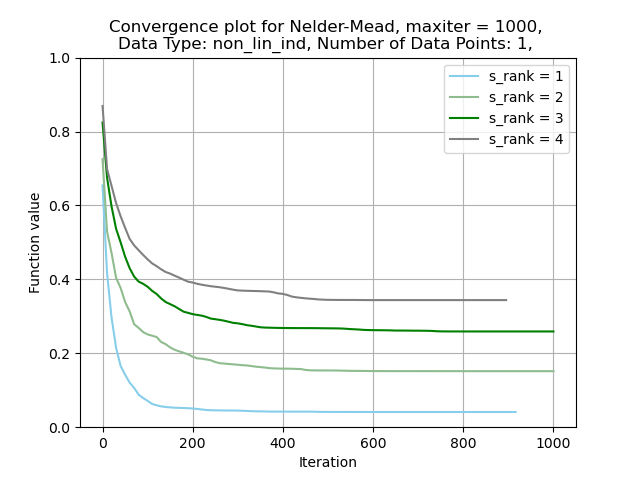 Convergence plot for Nelder-Mead, maxiter = 1000,
Data Type: non_lin_ind, Number of Data Points: 1,
s_rank = 1
s_rank = 2
s_rank = 3
s_rank = 4
Function value
1.0
0.8
0.6
0.4
0.2
0.0
0 200 400 600 800 1000
Iteration